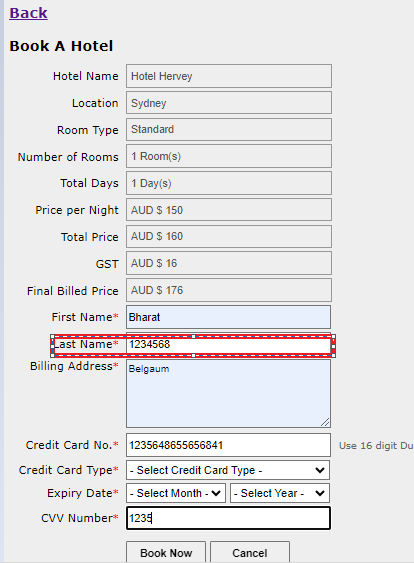 Back
Book A Hotel
Hotel Name Hotel Hervey
Location Sydney
Room Type Standard
Number of Rooms 1 Room(s)
Total Days 1 Day(s)
Price per Night AUD $ 150
Total Price AUD $ 160
GST AUD $ 16
Final Billed Price AUD $ 176
First Name* Bharat
Last Name* 1234568
Billing Address* Belgaum
Credit Card No.* 1235648655656841 Use 16 digit Du
Credit Card Type* - Select Credit Card Type -
Expiry Date* - Select Month - - Select Year -
CVV Number* 1235
Book Now Cancel